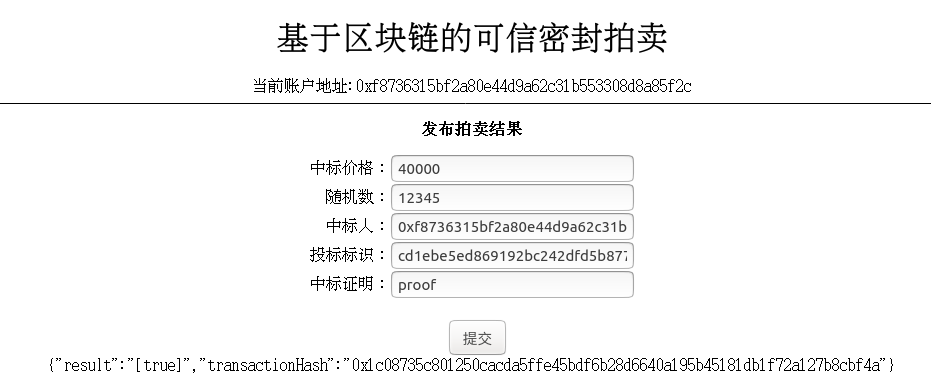 基于区块链的可信密封拍卖
当前账户地址:0xf8736315bf2a80e44d9a62c31b553308d8a85f2c
发布拍卖结果
中标价格： 40000
随机数： 12345
中标人： 0xf8736315bf2a80e44d9a62c31b
投标标识： cd1ebe5ed869192bc242dfd5b877
中标证明： proof
提交
{"result":"[true]","transactionHash":"0x1c08735c801250cacda5ffe45bdf6b28d6640a195b45181db1f72a127b8cbf4a"}